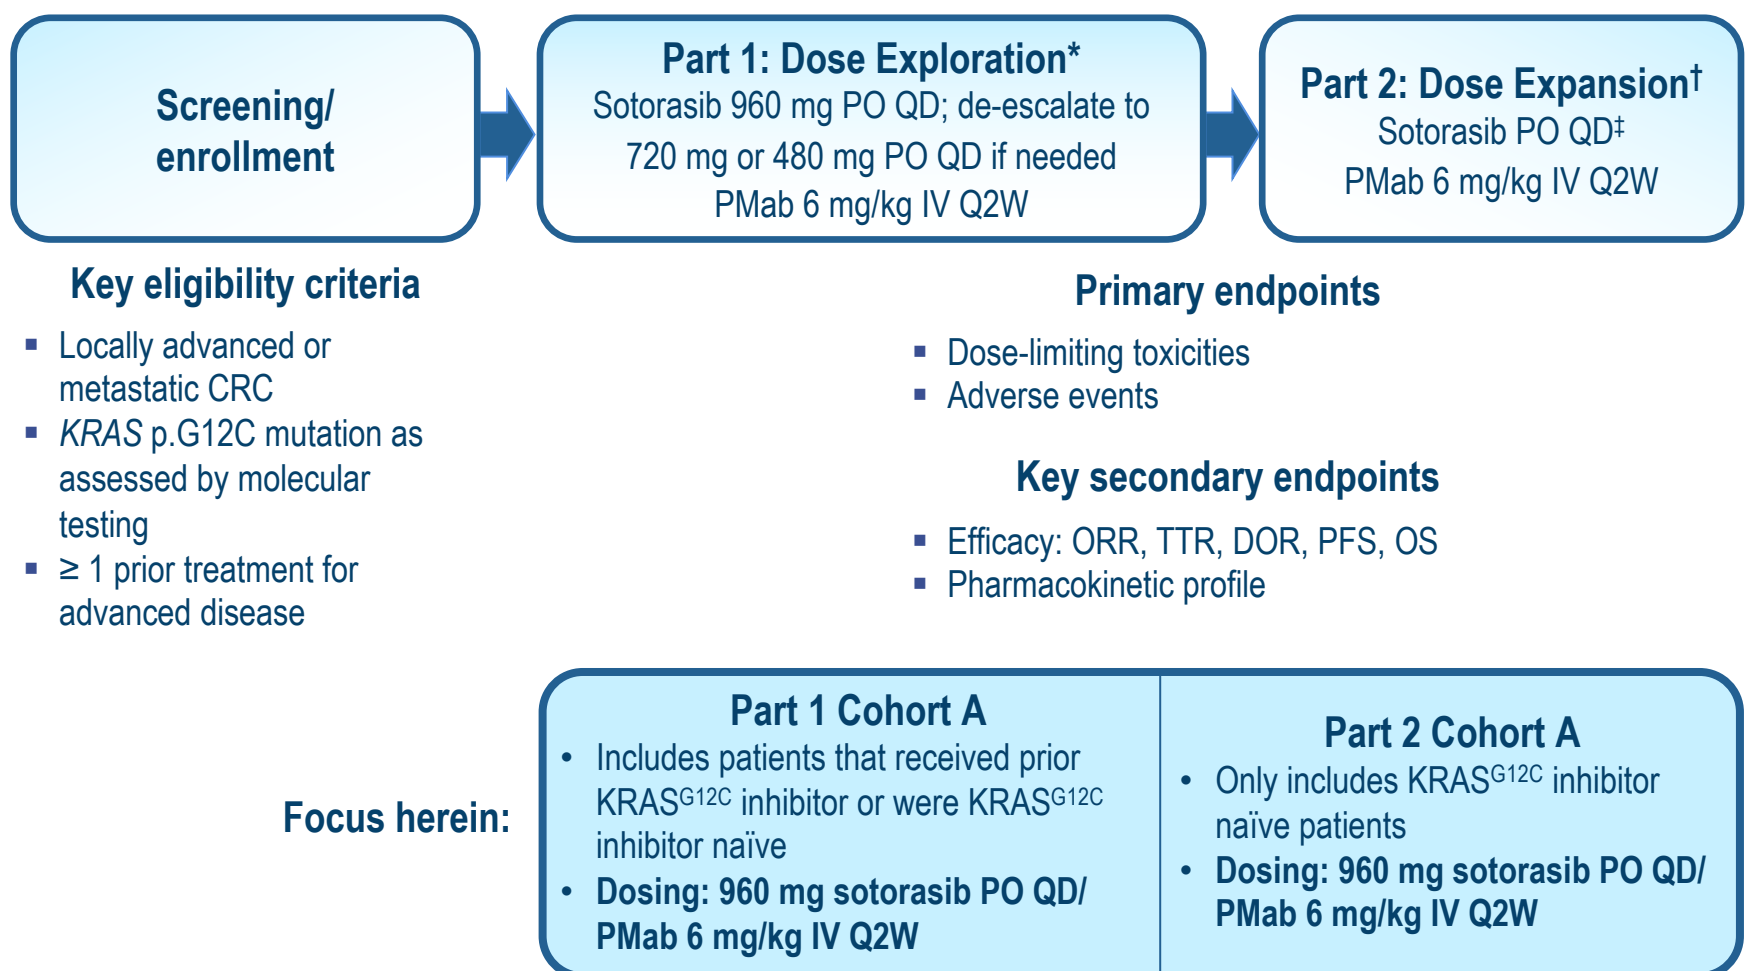 Screening/
enrollment
Part 1: Dose Exploration*
Sotorasib 960 mg PO QD; de-escalate to
720 mg or 480 mg PO QD if needed
PMab 6 mg/kg IV Q2W
Part 2: Dose Expansion†
Sotorasib PO QD‡
PMab 6 mg/kg IV Q2W
Key eligibility criteria
▪ Locally advanced or
metastatic CRC
▪ KRAS p.G12C mutation as
assessed by molecular
testing
▪ ≥ 1 prior treatment for
advanced disease
Primary endpoints
▪ Dose-limiting toxicities
▪ Adverse events
Key secondary endpoints
▪ Efficacy: ORR, TTR, DOR, PFS, OS
▪ Pharmacokinetic profile
Focus herein:
Part 1 Cohort A
• Includes patients that received prior
KRASG12C inhibitor or were KRASG12C
inhibitor naïve
• Dosing: 960 mg sotorasib PO QD/
PMab 6 mg/kg IV Q2W
Part 2 Cohort A
• Only includes KRASG12C inhibitor
naïve patients
• Dosing: 960 mg sotorasib PO QD/
PMab 6 mg/kg IV Q2W